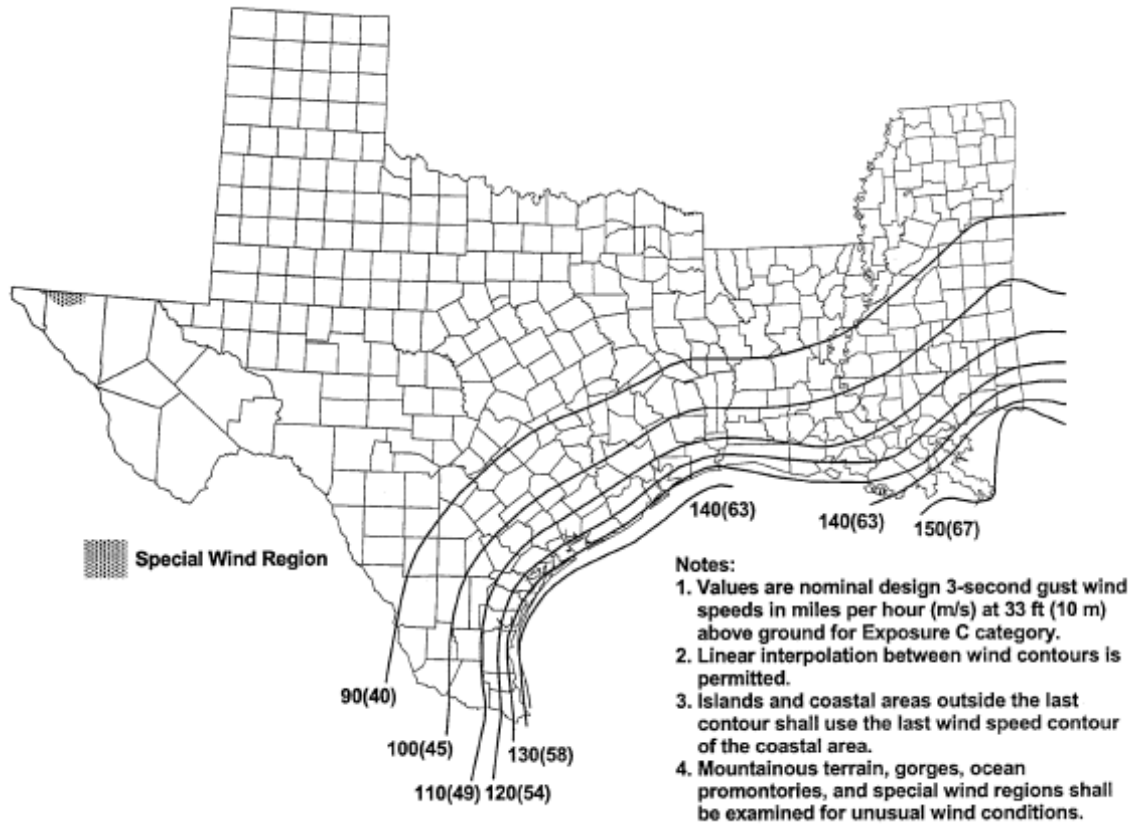 140(63)
140(63)
150(67)
Special Wind Region
90(40)
100(45)
130(58)
110(49)
120(54)
Notes:
1. Values are nominal design 3-second gust wind
speeds in miles per hour (m/s) at 33 ft (10 m)
above ground for Exposure C category.
2. Linear interpolation between wind contours is
permitted.
3. Islands and coastal areas outside the last
contour shall use the last wind speed contour
of the coastal area.
4. Mountainous terrain, gorges, ocean
promontories, and special wind regions shall
be examined for unusual wind conditions.